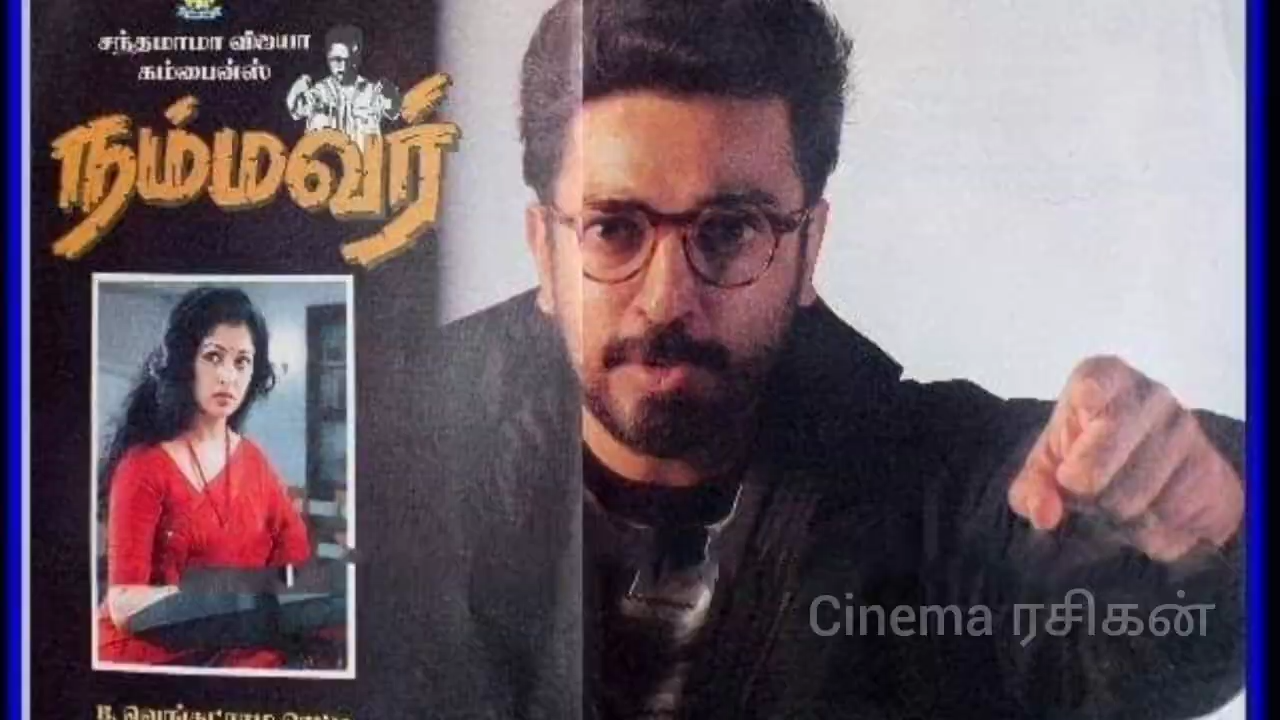 சந்தமாமா விஜயா
கம்பைன்ஸ்
நம்மவர்
Cinema ரசிகன்